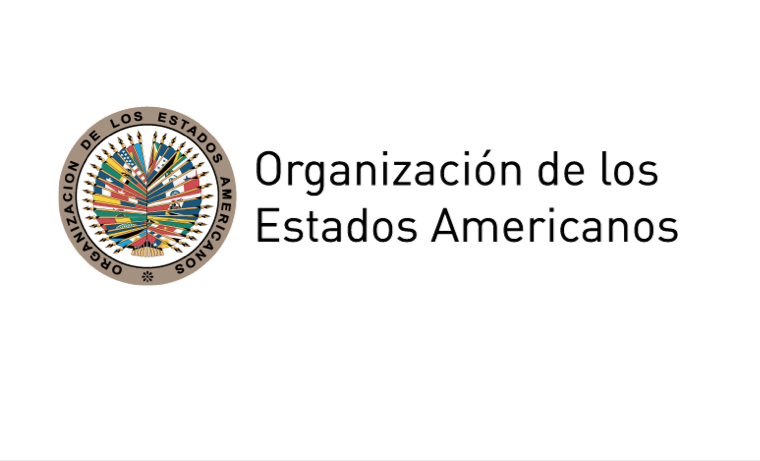 ORGANIZACION DE LOS ESTADOS AMERICANOS
Organización de los
Estados Americanos